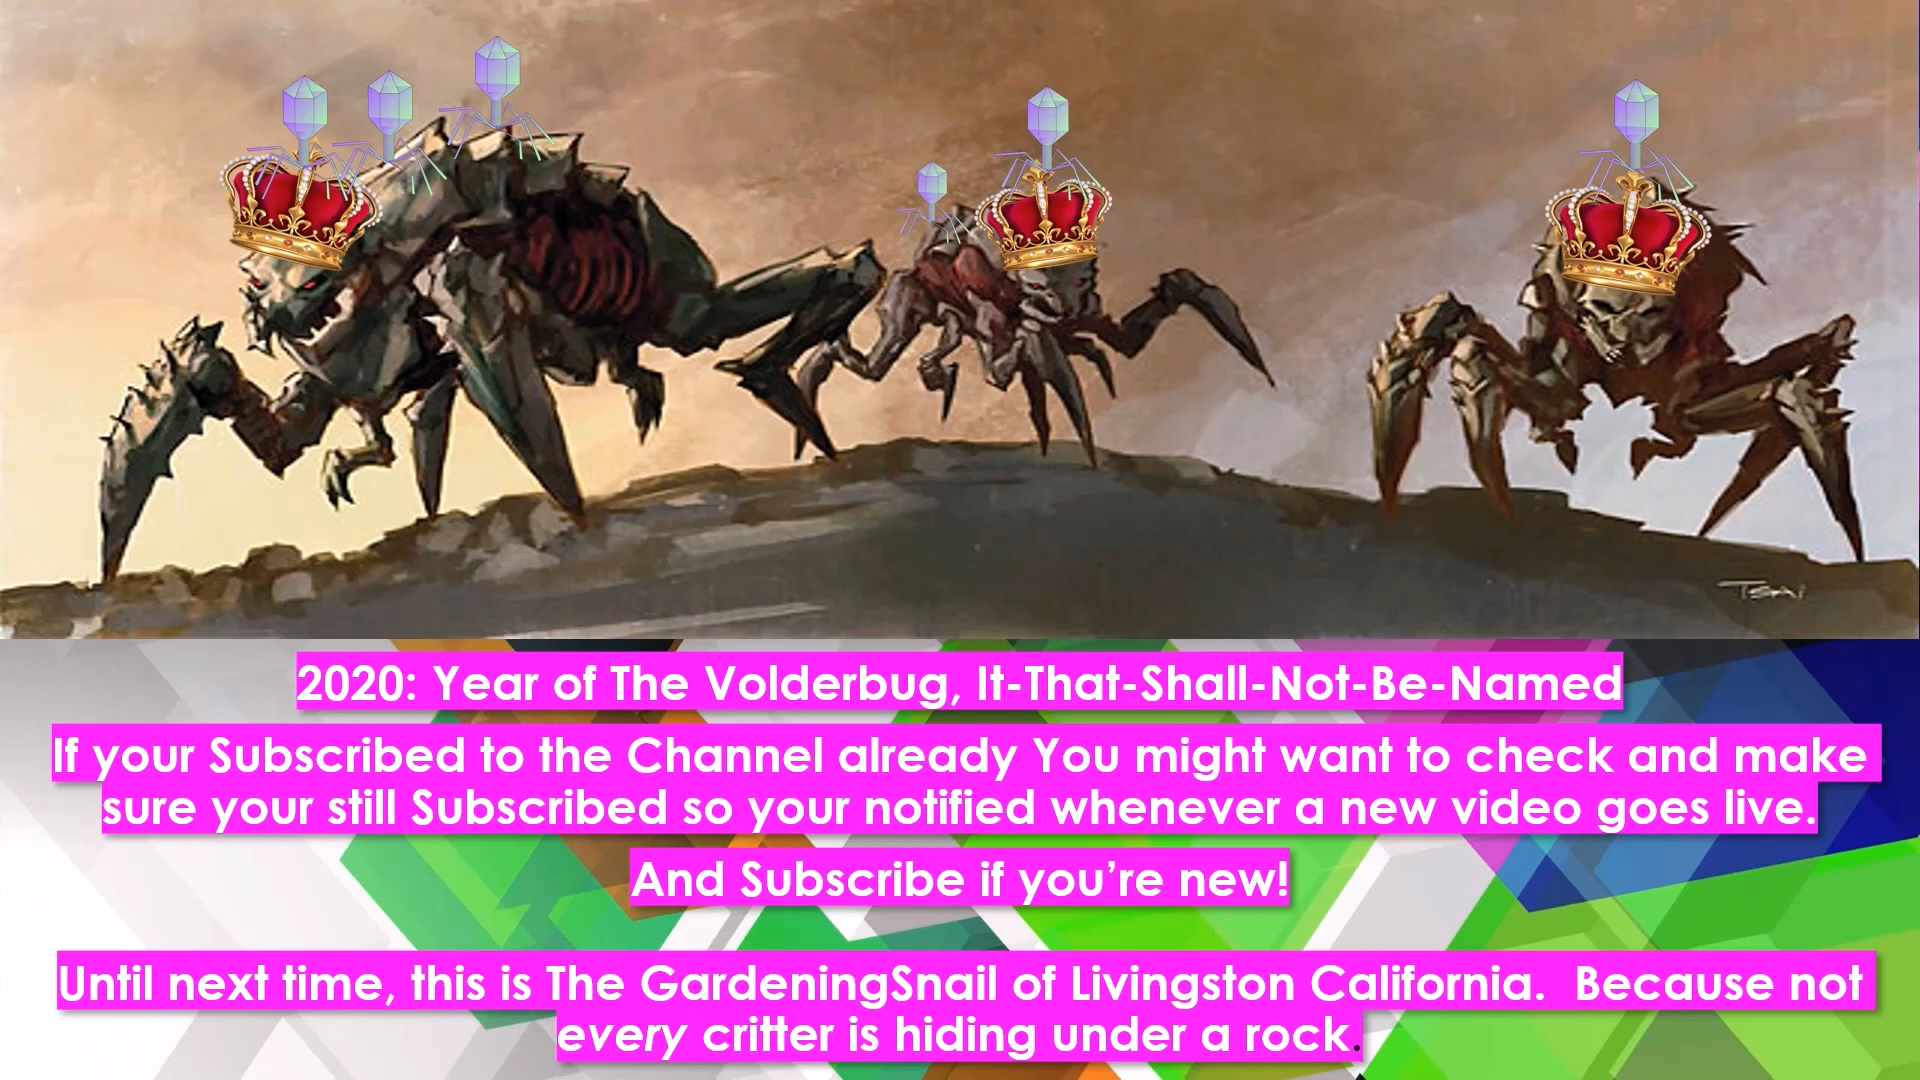 Tsai
2020: Year of The Volderbug, It-That-Shall-Not-Be-Named
If your Subscribed to the Channel already You might want to check and make
sure your still Subscribed so your notified whenever a new video goes live.
And Subscribe if you’re new!
Until next time, this is The GardeningSnail of Livingston California.  Because not
every critter is hiding under a rock.